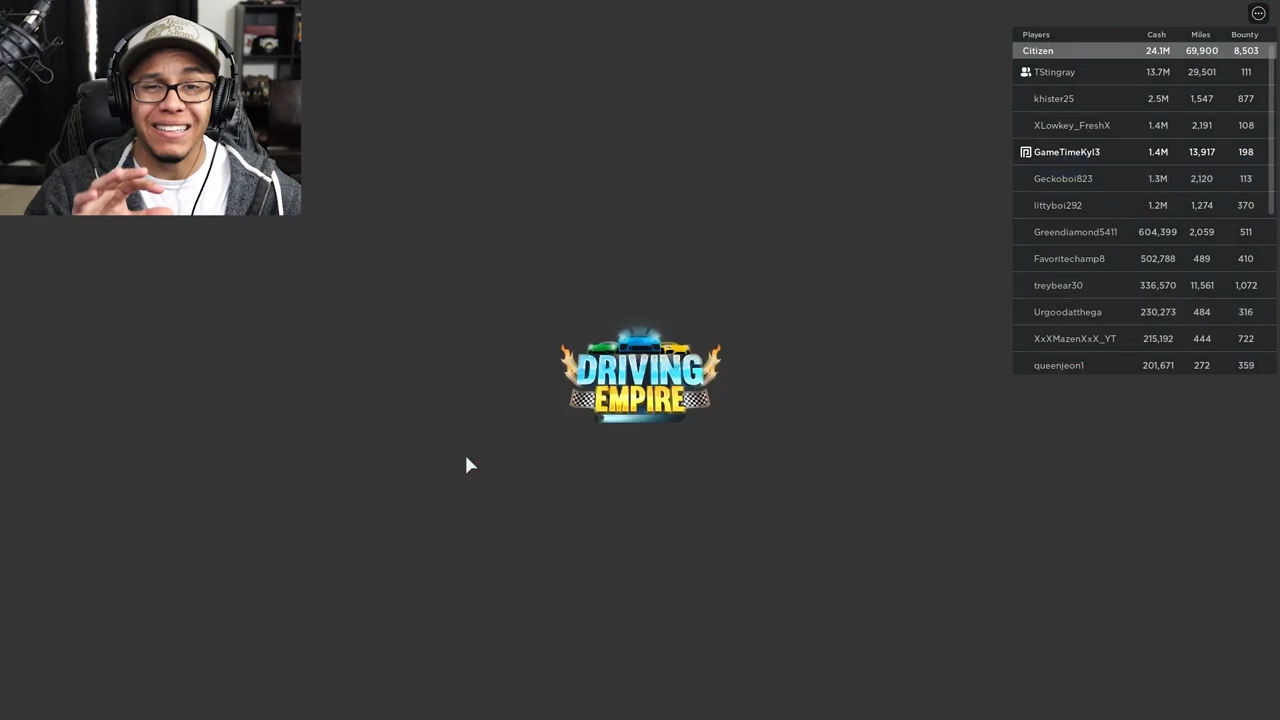 Players Cash Miles Bounty
Citizen 24.1M 69,900 8,503
TStingray 13.7M 29,501 111
khister25 2.5M 1,547 877
XLowkey_FreshX 1.4M 2,191 108
GameTimeKyl3 1.4M 13,917 198
Geckoboi823 1.3M 2,120 113
littyboi292 1.2M 1,274 370
Greendiamond5411 604,399 2,059 511
Favoritechamp8 502,788 489 410
treybear30 336,570 11,561 1,072
Urgoodatthega 230,273 484 316
XxXMazenXxX_YT 215,192 444 722
queenjeon1 201,671 272 359
DRIVING
EMPIRE